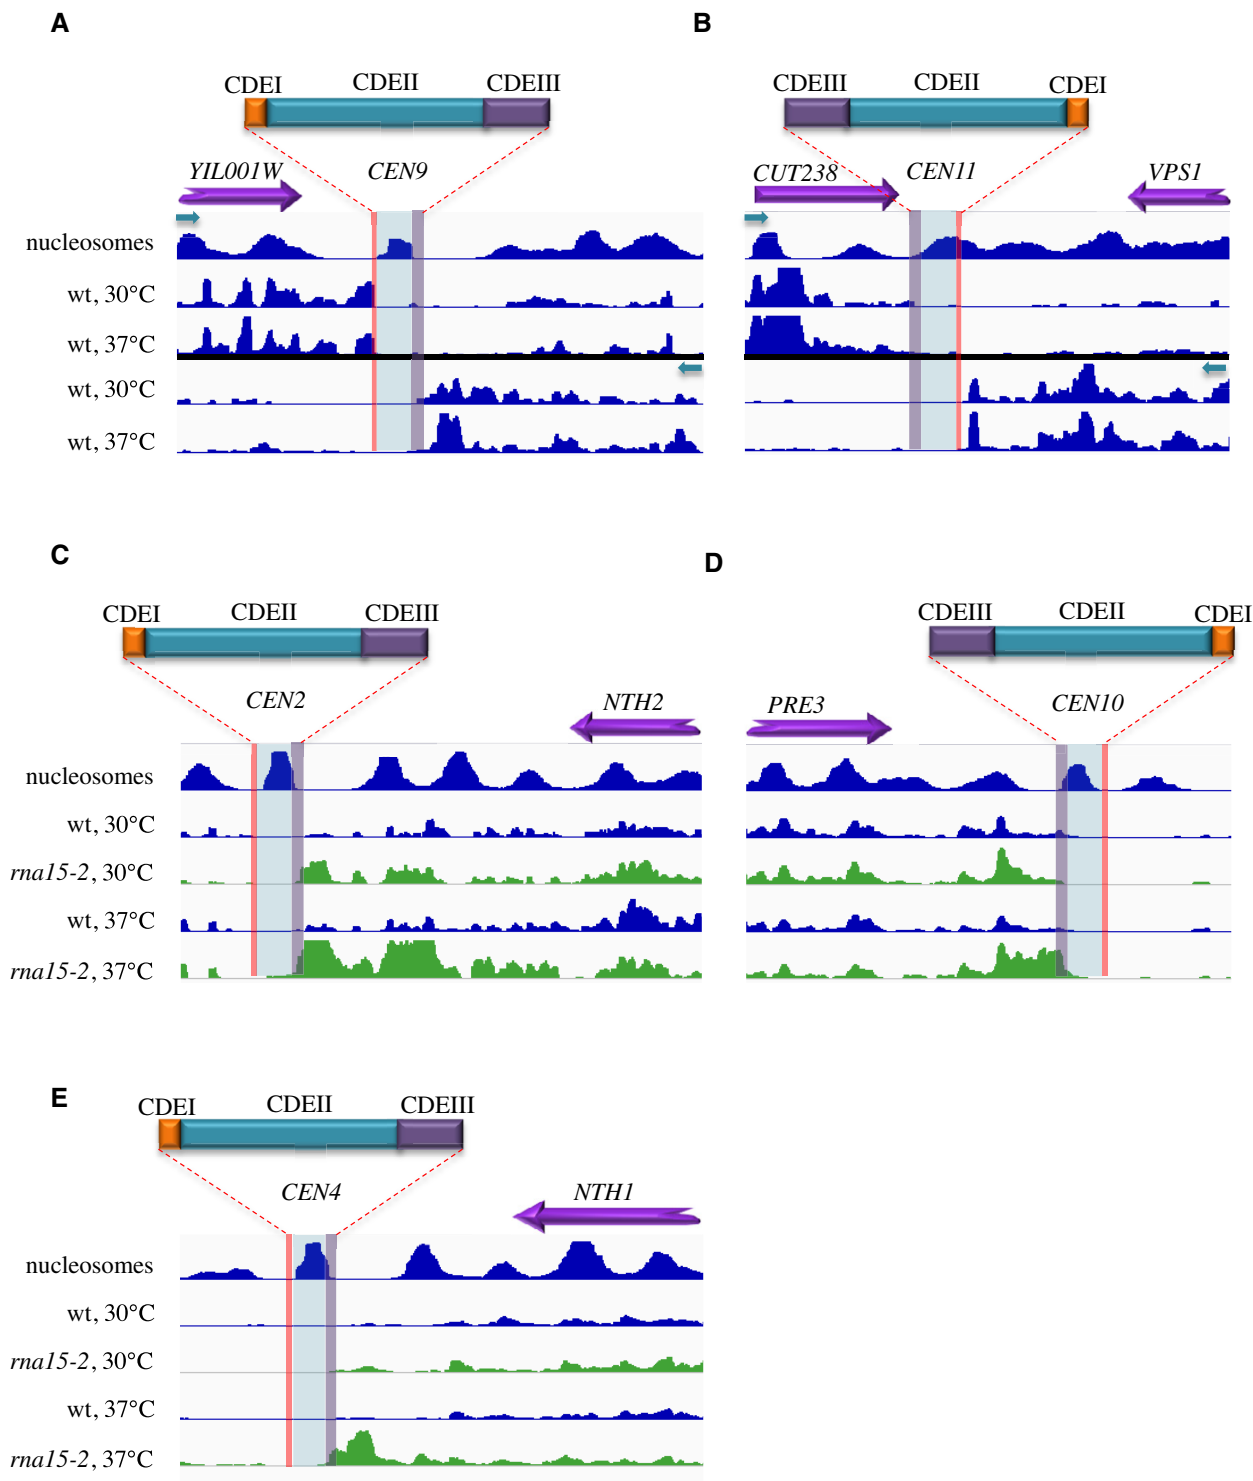 A
CDEI CDEII CDEIII
YIL001W CEN9
nucleosomes
wt, 30°C
wt, 37°C
wt, 30°C
wt, 37°C
B
CDEIII CDEII CDEI
CUT238 CEN11 VPS1
C
CDEI CDEII CDEIII
CEN2 NTH2
nucleosomes
wt, 30°C
rna15-2, 30°C
wt, 37°C
rna15-2, 37°C
D
CDEIII CDEII CDEI
PRE3 CEN10
E
CDEI CDEII CDEIII
CEN4 NTH1
nucleosomes
wt, 30°C
rna15-2, 30°C
wt, 37°C
rna15-2, 37°C